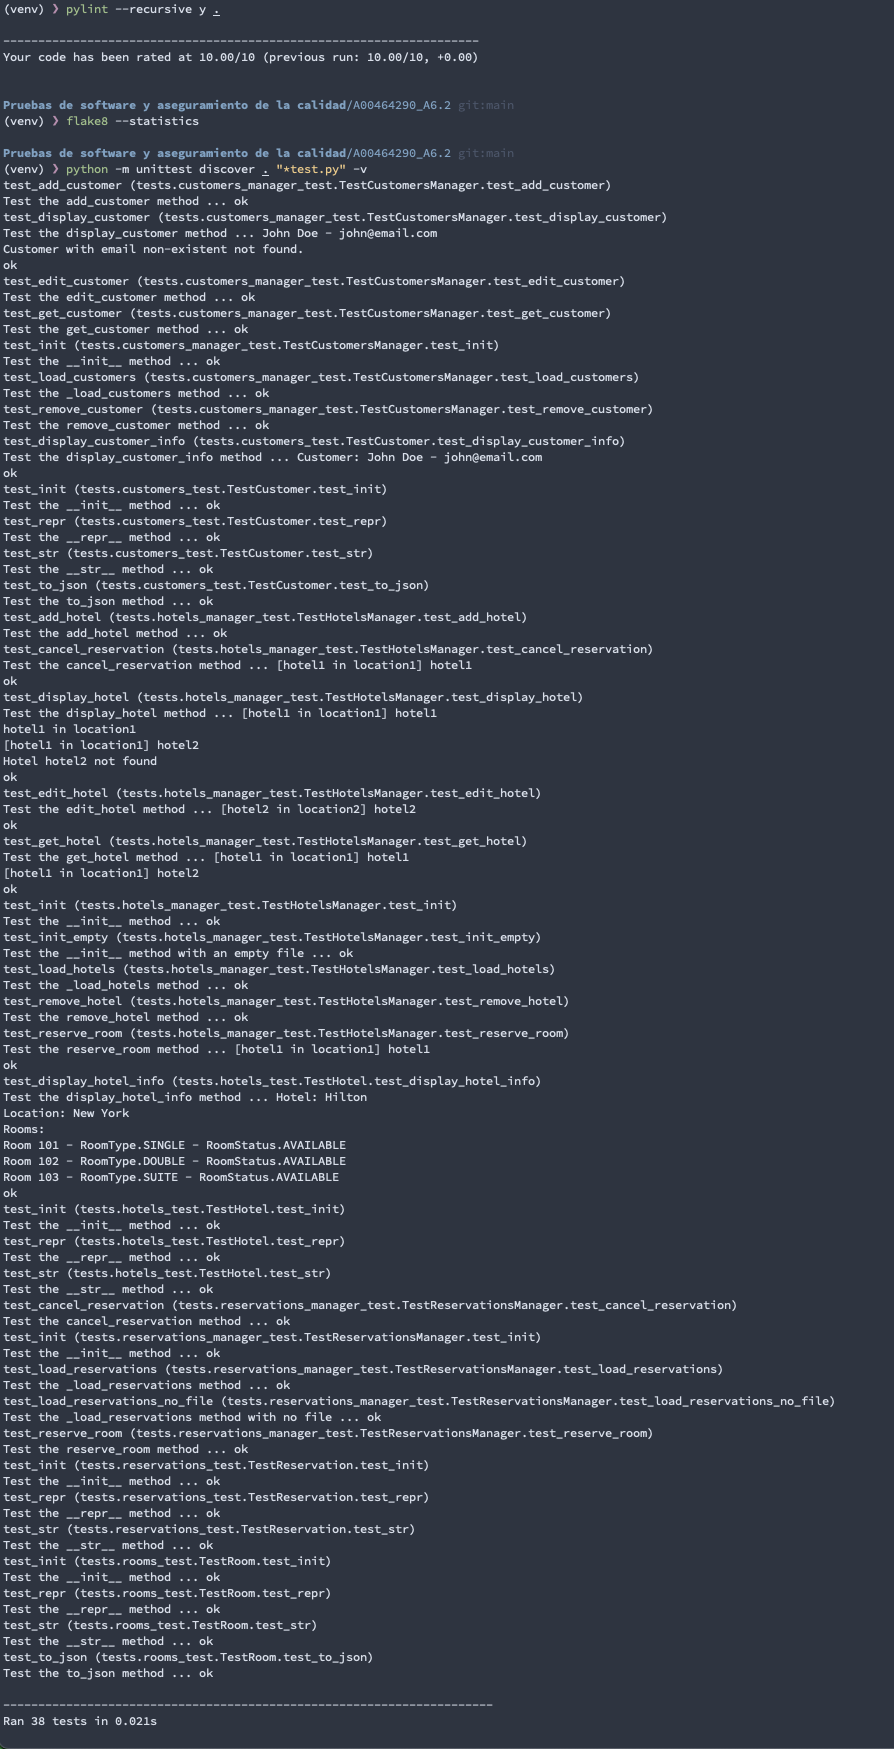 (venv) ❯ pylint --recursive y .
--------------------------------------------------------------------
Your code has been rated at 10.00/10 (previous run: 10.00/10, +0.00)
Pruebas de software y aseguramiento de la calidad/A00464290_A6.2 git:main
(venv) ❯ flake8 --statistics
Pruebas de software y aseguramiento de la calidad/A00464290_A6.2 git:main
(venv) ❯ python -m unittest discover . "*test.py" -v
test_add_customer (tests.customers_manager_test.TestCustomersManager.test_add_customer)
Test the add_customer method ... ok
test_display_customer (tests.customers_manager_test.TestCustomersManager.test_display_customer)
Test the display_customer method ... John Doe - john@email.com
Customer with email non-existent not found.
ok
test_edit_customer (tests.customers_manager_test.TestCustomersManager.test_edit_customer)
Test the edit_customer method ... ok
test_get_customer (tests.customers_manager_test.TestCustomersManager.test_get_customer)
Test the get_customer method ... ok
test_init (tests.customers_manager_test.TestCustomersManager.test_init)
Test the __init__ method ... ok
test_load_customers (tests.customers_manager_test.TestCustomersManager.test_load_customers)
Test the _load_customers method ... ok
test_remove_customer (tests.customers_manager_test.TestCustomersManager.test_remove_customer)
Test the remove_customer method ... ok
test_display_customer_info (tests.customers_test.TestCustomer.test_display_customer_info)
Test the display_customer_info method ... Customer: John Doe - john@email.com
ok
test_init (tests.customers_test.TestCustomer.test_init)
Test the __init__ method ... ok
test_repr (tests.customers_test.TestCustomer.test_repr)
Test the __repr__ method ... ok
test_str (tests.customers_test.TestCustomer.test_str)
Test the __str__ method ... ok
test_to_json (tests.customers_test.TestCustomer.test_to_json)
Test the to_json method ... ok
test_add_hotel (tests.hotels_manager_test.TestHotelsManager.test_add_hotel)
Test the add_hotel method ... ok
test_cancel_reservation (tests.hotels_manager_test.TestHotelsManager.test_cancel_reservation)
Test the cancel_reservation method ... [hotel1 in location1] hotel1
ok
test_display_hotel (tests.hotels_manager_test.TestHotelsManager.test_display_hotel)
Test the display_hotel method ... [hotel1 in location1] hotel1
hotel1 in location1
[hotel1 in location1] hotel2
Hotel hotel2 not found
ok
test_edit_hotel (tests.hotels_manager_test.TestHotelsManager.test_edit_hotel)
Test the edit_hotel method ... [hotel2 in location2] hotel2
ok
test_get_hotel (tests.hotels_manager_test.TestHotelsManager.test_get_hotel)
Test the get_hotel method ... [hotel1 in location1] hotel1
[hotel1 in location1] hotel2
ok
test_init (tests.hotels_manager_test.TestHotelsManager.test_init)
Test the __init__ method ... ok
test_init_empty (tests.hotels_manager_test.TestHotelsManager.test_init_empty)
Test the __init__ method with an empty file ... ok
test_load_hotels (tests.hotels_manager_test.TestHotelsManager.test_load_hotels)
Test the _load_hotels method ... ok
test_remove_hotel (tests.hotels_manager_test.TestHotelsManager.test_remove_hotel)
Test the remove_hotel method ... ok
test_reserve_room (tests.hotels_manager_test.TestHotelsManager.test_reserve_room)
Test the reserve_room method ... [hotel1 in location1] hotel1
ok
test_display_hotel_info (tests.hotels_test.TestHotel.test_display_hotel_info)
Test the display_hotel_info method ... Hotel: Hilton
Location: New York
Rooms:
Room 101 - RoomType.SINGLE - RoomStatus.AVAILABLE
Room 102 - RoomType.DOUBLE - RoomStatus.AVAILABLE
Room 103 - RoomType.SUITE - RoomStatus.AVAILABLE
ok
test_init (tests.hotels_test.TestHotel.test_init)
Test the __init__ method ... ok
test_repr (tests.hotels_test.TestHotel.test_repr)
Test the __repr__ method ... ok
test_str (tests.hotels_test.TestHotel.test_str)
Test the __str__ method ... ok
test_cancel_reservation (tests.reservations_manager_test.TestReservationsManager.test_cancel_reservation)
Test the cancel_reservation method ... ok
test_init (tests.reservations_manager_test.TestReservationsManager.test_init)
Test the __init__ method ... ok
test_load_reservations (tests.reservations_manager_test.TestReservationsManager.test_load_reservations)
Test the _load_reservations method ... ok
test_load_reservations_no_file (tests.reservations_manager_test.TestReservationsManager.test_load_reservations_no_file)
Test the _load_reservations method with no file ... ok
test_reserve_room (tests.reservations_manager_test.TestReservationsManager.test_reserve_room)
Test the reserve_room method ... ok
test_init (tests.reservations_test.TestReservation.test_init)
Test the __init__ method ... ok
test_repr (tests.reservations_test.TestReservation.test_repr)
Test the __repr__ method ... ok
test_str (tests.reservations_test.TestReservation.test_str)
Test the __str__ method ... ok
test_init (tests.rooms_test.TestRoom.test_init)
Test the __init__ method ... ok
test_repr (tests.rooms_test.TestRoom.test_repr)
Test the __repr__ method ... ok
test_str (tests.rooms_test.TestRoom.test_str)
Test the __str__ method ... ok
test_to_json (tests.rooms_test.TestRoom.test_to_json)
Test the to_json method ... ok
----------------------------------------------------------------------
Ran 38 tests in 0.021s